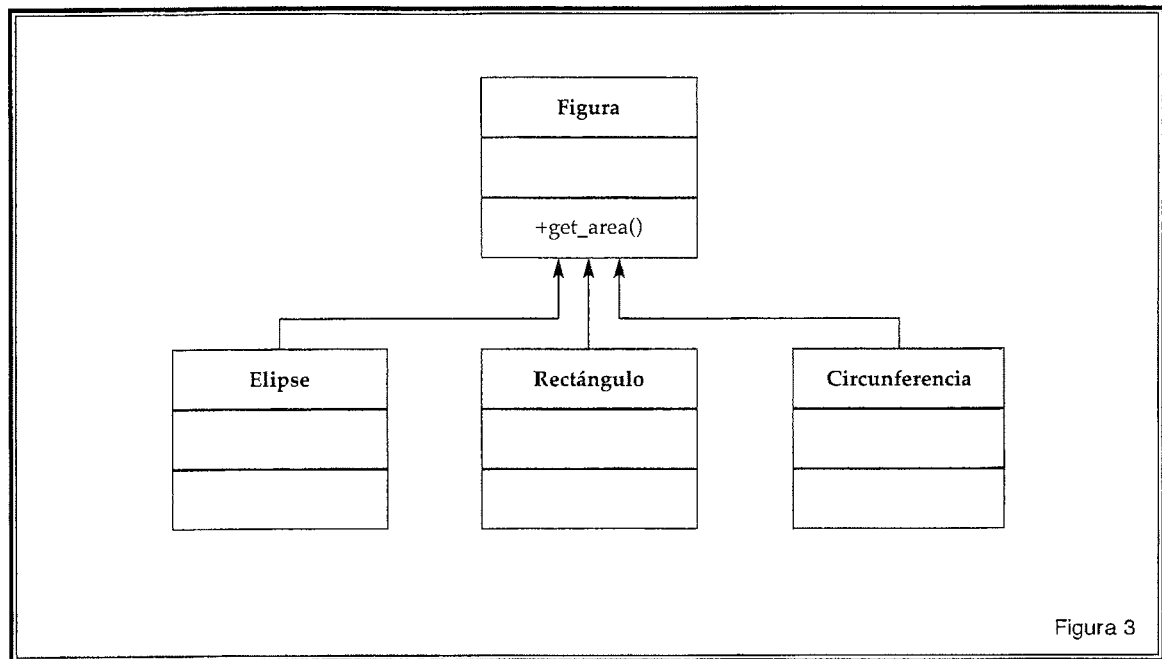 Figura
+get_area()
Elipse
Rectángulo
Circunferencia
Figura 3